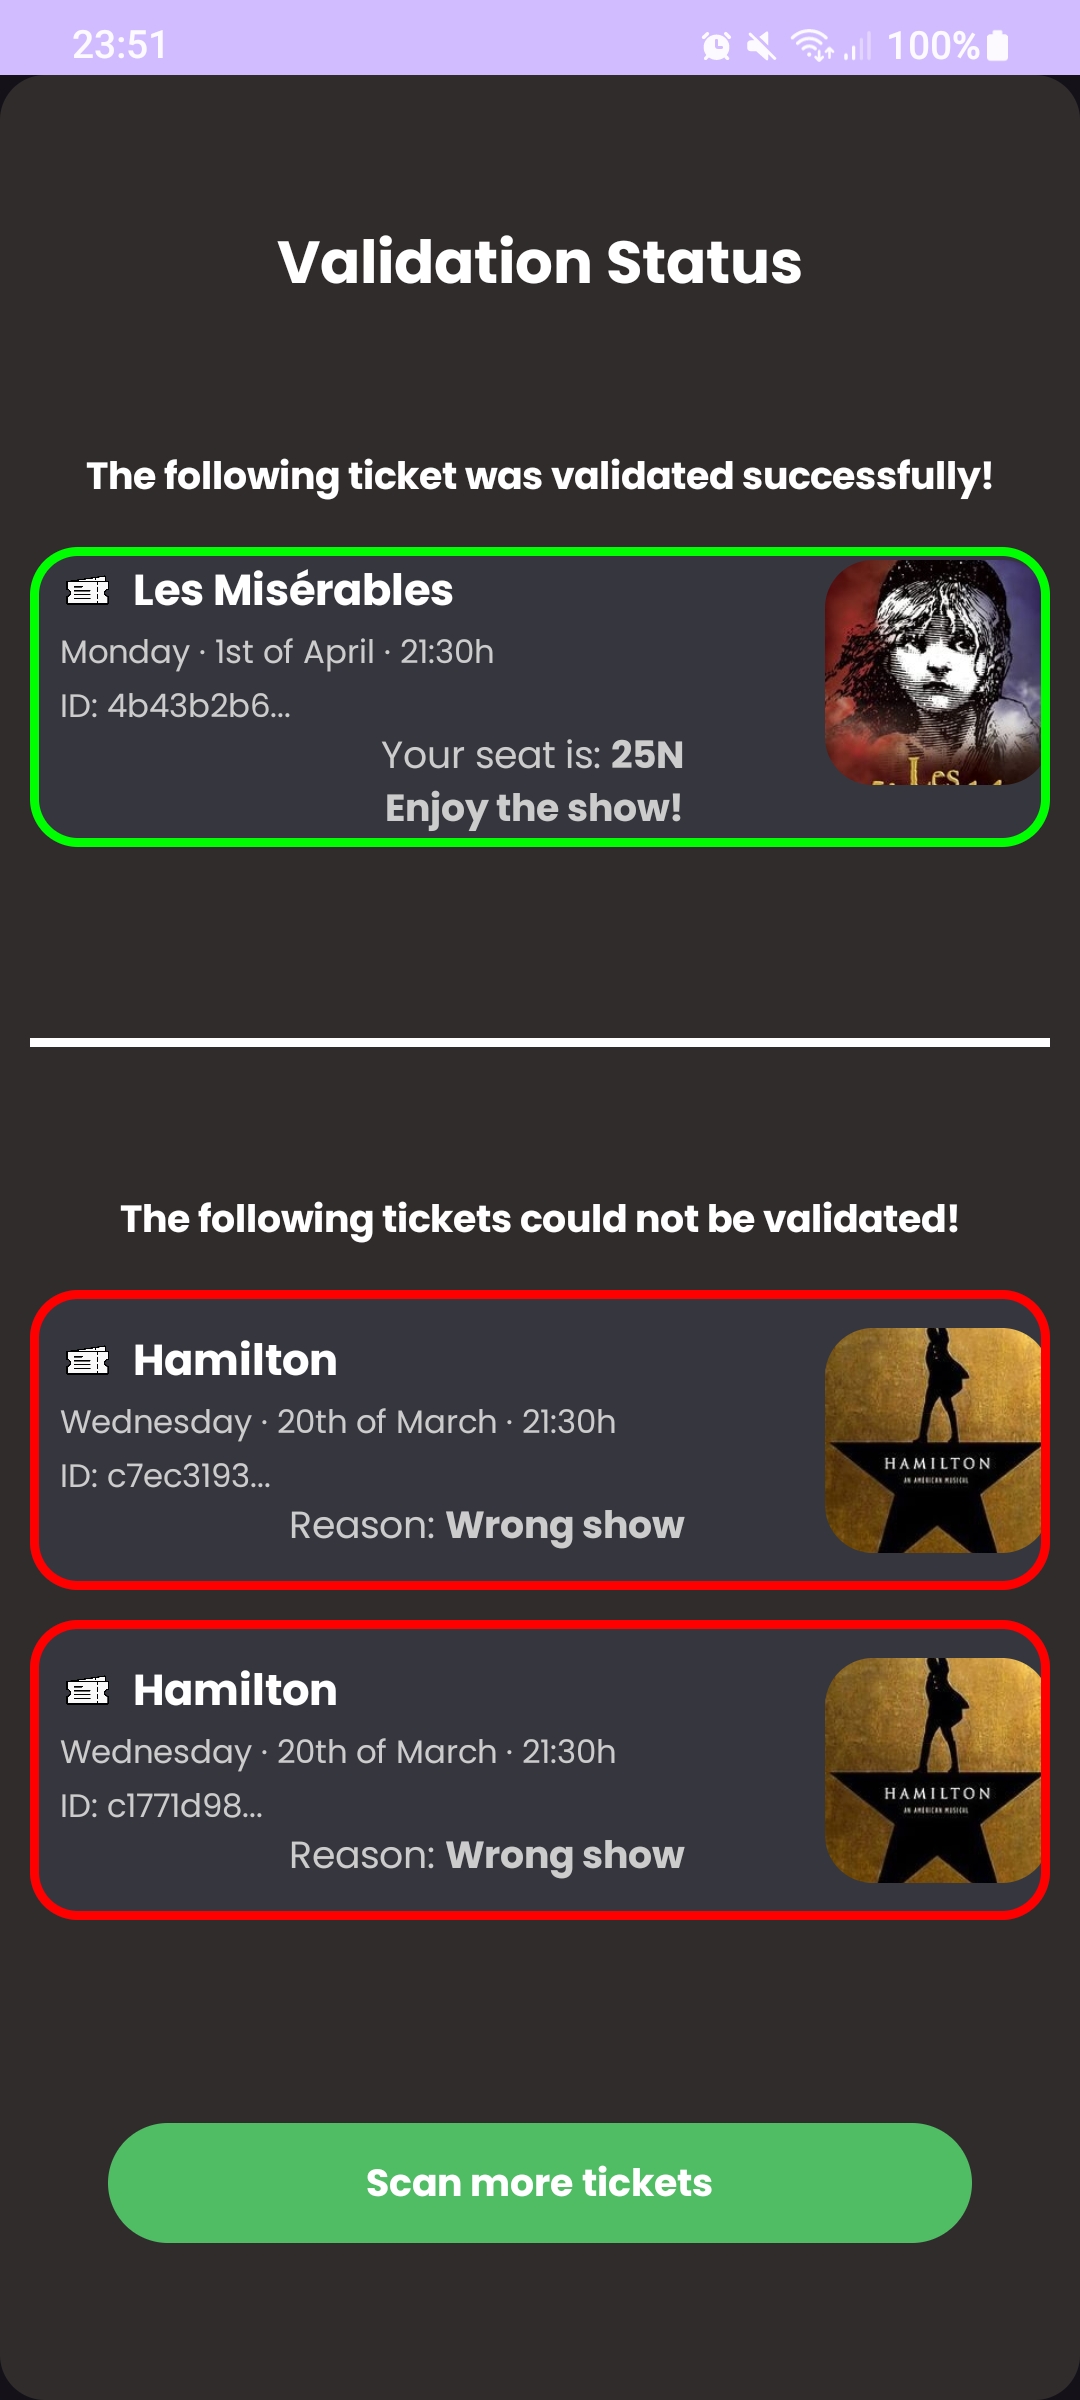 23:51
100%
Validation Status
The following ticket was validated successfully!
Les Misérables
Monday · 1st of April · 21:30h
ID: 4b43b2b6...
Your seat is: 25N
Enjoy the show!
Les
The following tickets could not be validated!
Hamilton
Wednesday · 20th of March · 21:30h
ID: c7ec3193...
Reason: Wrong show
HAMILTON
AN AMERICAN MUSICAL
Hamilton
Wednesday · 20th of March · 21:30h
ID: c1771d98...
Reason: Wrong show
HAMILTON
AN AMERICAN MUSICAL
Scan more tickets